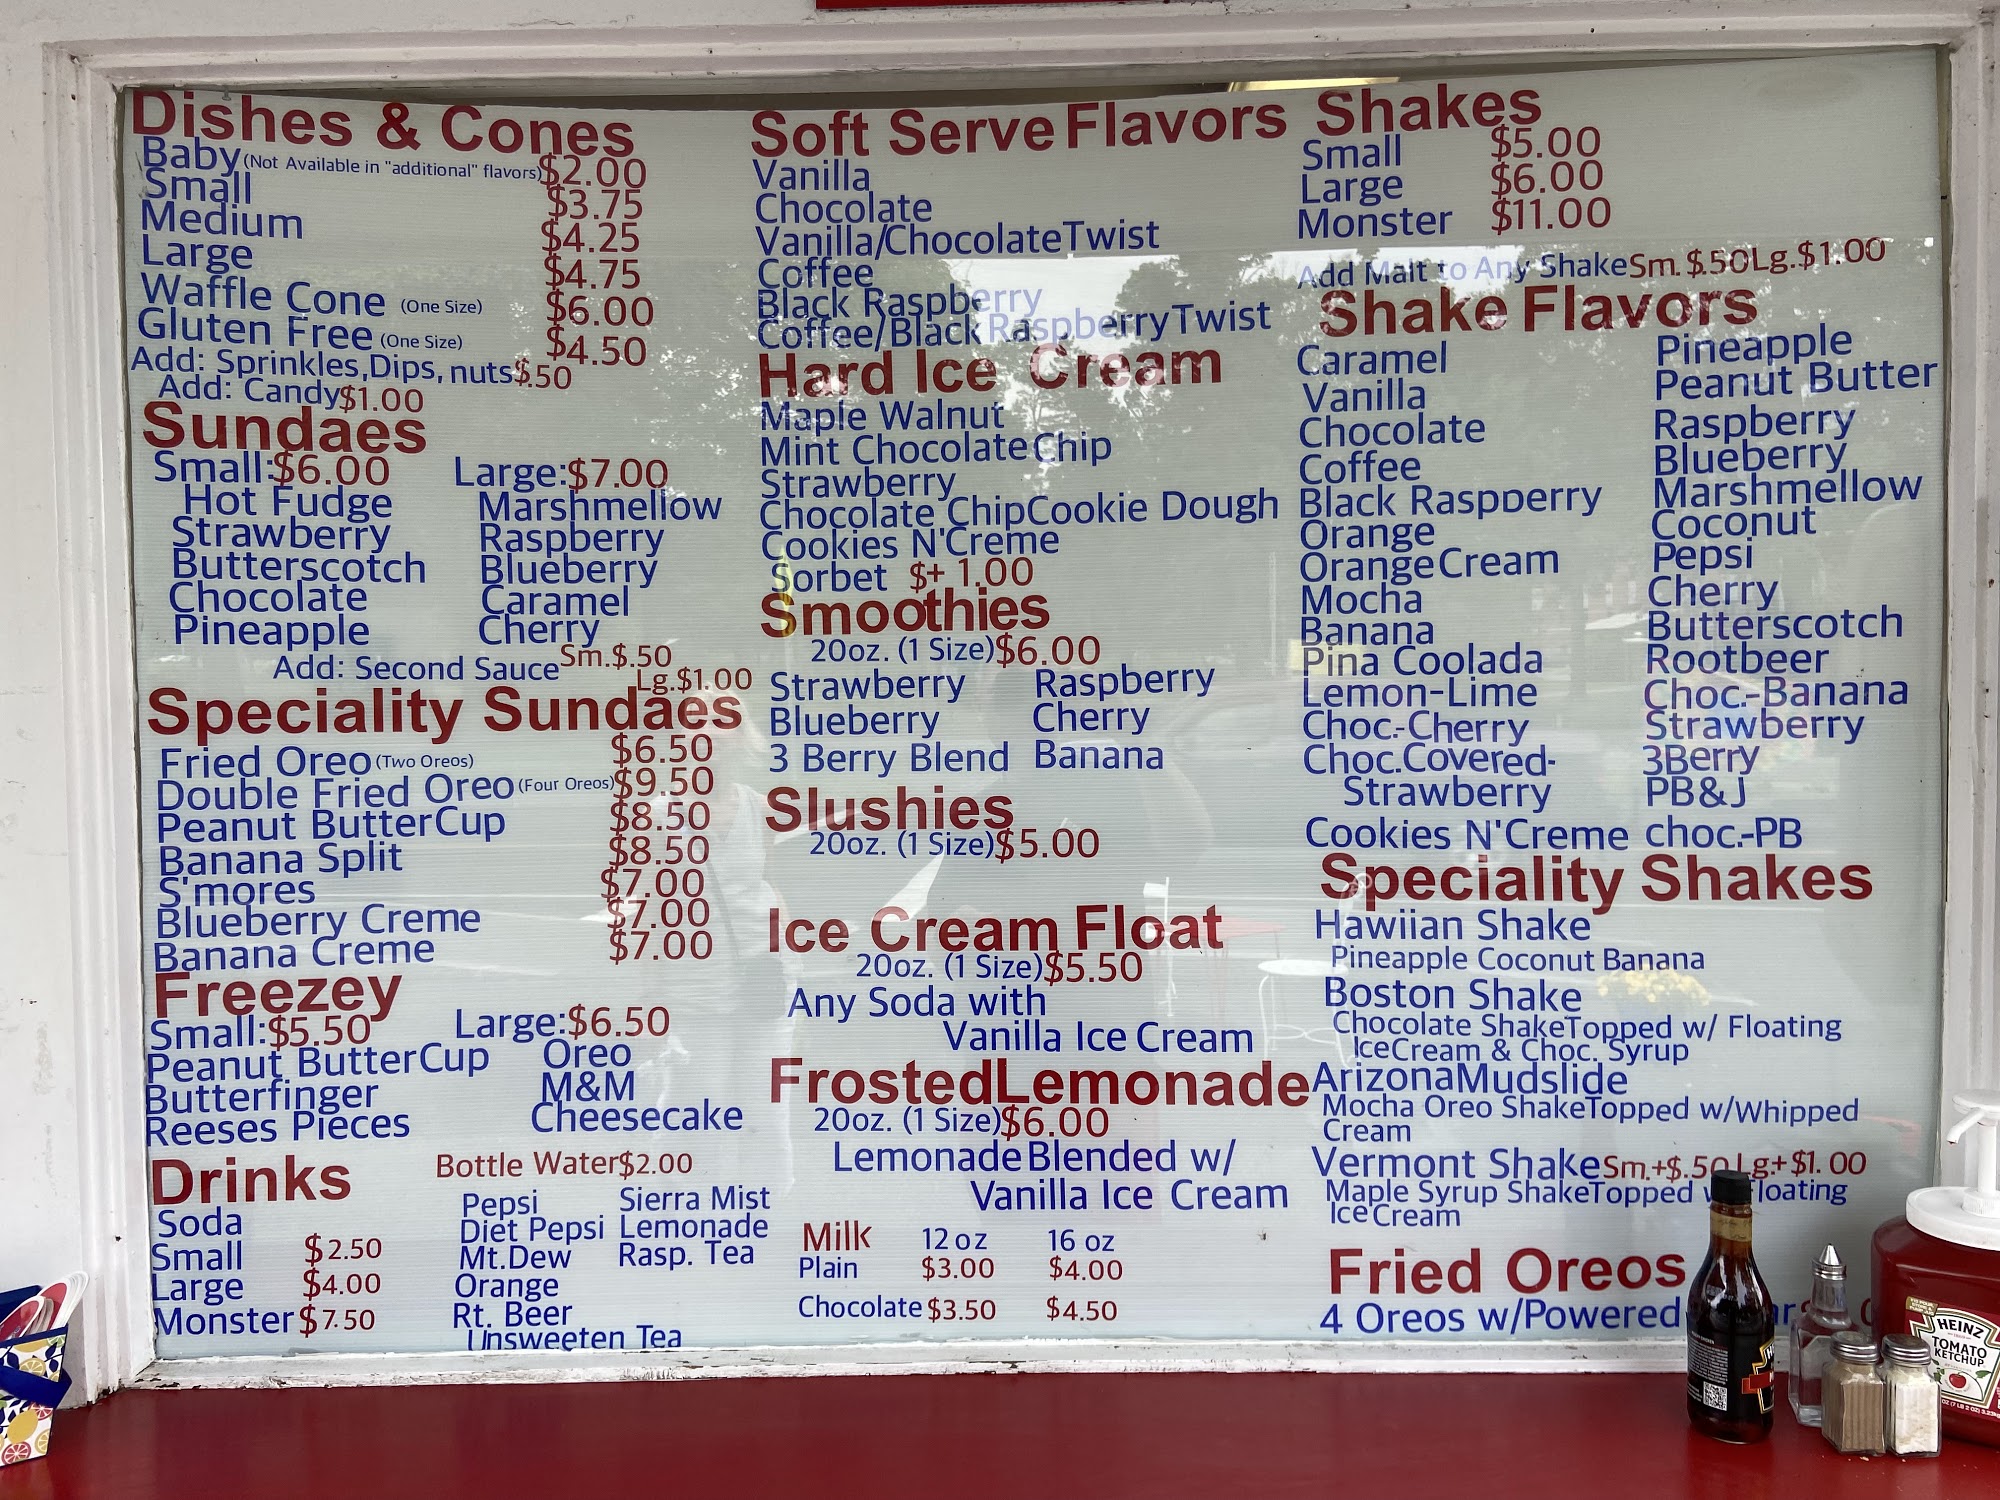 Dishes & Cones
Baby (Not Available in "additional" flavors) $2.00
Small $3.75
Medium $4.25
Large $4.75
Waffle Cone (One Size) $6.00
Gluten Free (One Size) $4.50
Add: Sprinkles, Dips, nuts $.50
Add: Candy $1.00
Sundaes
Small: $6.00 Large: $7.00
Hot Fudge Marshmellow
Strawberry Raspberry
Butterscotch Blueberry
Chocolate Caramel
Pineapple Cherry
Add: Second Sauce Sm. $.50
Lg. $1.00
Speciality Sundaes
Fried Oreo (Two Oreos) $6.50
Double Fried Oreo (Four Oreos) $9.50
Peanut Butter Cup $8.50
Banana Split $8.50
S'mores $7.00
Blueberry Creme $7.00
Banana Creme $7.00
Freezey
Small: $5.50 Large: $6.50
Peanut Butter Cup Oreo
Butterfinger M&M
Reeses Pieces Cheesecake
Drinks Bottle Water $2.00
Soda
Small $2.50
Large $4.00
Monster $7.50
Pepsi Sierra Mist
Diet Pepsi Lemonade
Mt.Dew Rasp. Tea
Orange
Rt. Beer
Unsweeten Tea
Soft Serve Flavors
Vanilla
Chocolate
Vanilla/Chocolate Twist
Coffee
Black Raspberry
Coffee/Black Raspberry Twist
Hard Ice Cream
Maple Walnut
Mint Chocolate Chip
Strawberry
Chocolate Chip Cookie Dough
Cookies N'Creme
Sorbet $+ 1.00
Smoothies
20oz. (1 Size) $6.00
Strawberry Raspberry
Blueberry Cherry
3 Berry Blend Banana
Slushies
20oz. (1 Size) $5.00
Ice Cream Float
20oz. (1 Size) $5.50
Any Soda with
Vanilla Ice Cream
Frosted Lemonade
20oz. (1 Size) $6.00
Lemonade Blended w/
Vanilla Ice Cream
Milk 12 oz 16 oz
Plain $3.00 $4.00
Chocolate $3.50 $4.50
Shakes
Small $5.00
Large $6.00
Monster $11.00
Add Malt to Any Shake Sm. $.50 Lg. $1.00
Shake Flavors
Caramel Pineapple
Vanilla Peanut Butter
Chocolate Raspberry
Coffee Blueberry
Black Raspberry Marshmellow
Orange Coconut
Orange Cream Pepsi
Mocha Cherry
Banana Butterscotch
Pina Coolada Rootbeer
Lemon-Lime Choc.-Banana
Choc.-Cherry Strawberry
Choc.Covered- 3Berry
Strawberry PB&J
Cookies N'Creme choc.-PB
Speciality Shakes
Hawiian Shake
Pineapple Coconut Banana
Boston Shake
Chocolate Shake Topped w/ Floating
Ice Cream & Choc. Syrup
Arizona Mudslide
Mocha Oreo Shake Topped w/Whipped
Cream
Vermont Shake Sm.+$.50 Lg.+$1.00
Maple Syrup Shake Topped Floating
Ice Cream
Fried Oreos
4 Oreos w/Powered
HEINZ
TOMATO
KETCHUP